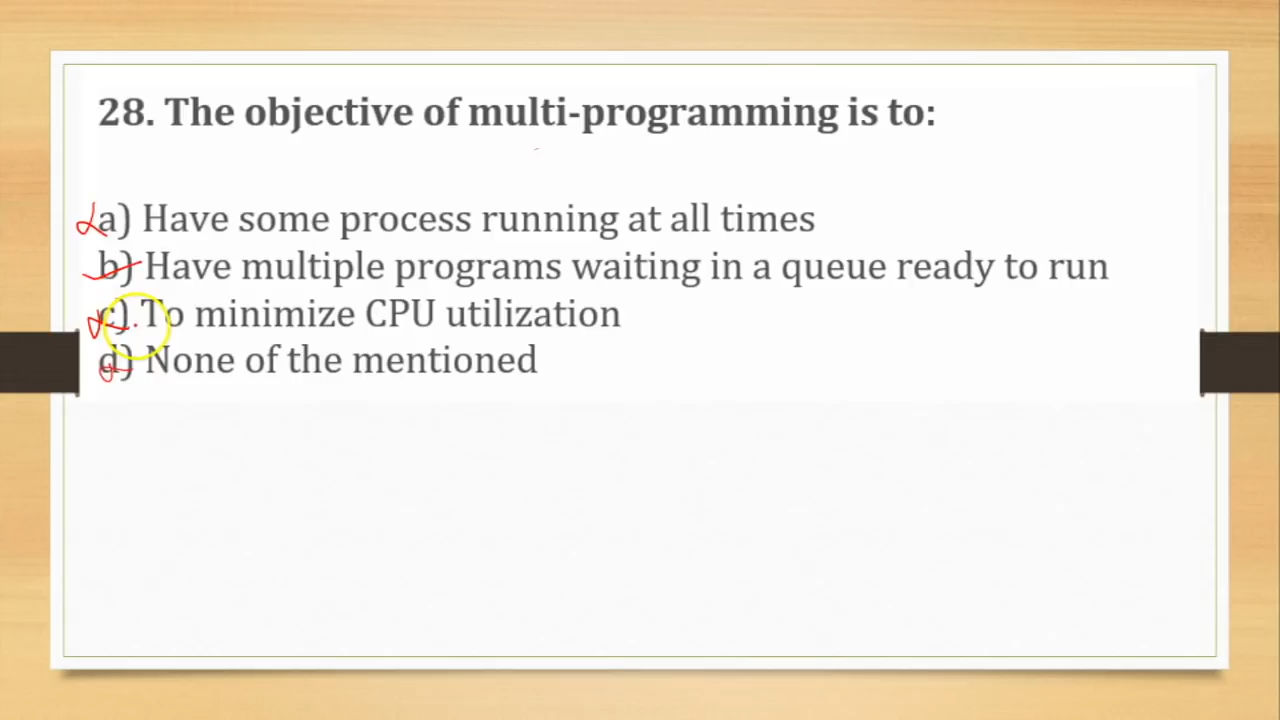 28. The objective of multi-programming is to:
a) Have some process running at all times
b) Have multiple programs waiting in a queue ready to run
c) To minimize CPU utilization
d) None of the mentioned